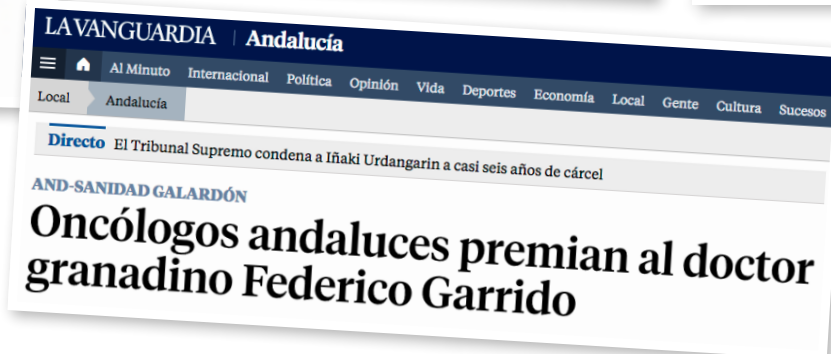 LA VANGUARDIA | Andalucía
Al Minuto Internacional Política Opinión Vida Deportes Economía Local Gente Cultura Sucesos
Local Andalucía
Directo El Tribunal Supremo condena a Iñaki Urdangarin a casi seis años de cárcel
AND-SANIDAD GALARDÓN
Oncólogos andaluces premian al doctor
granadino Federico Garrido